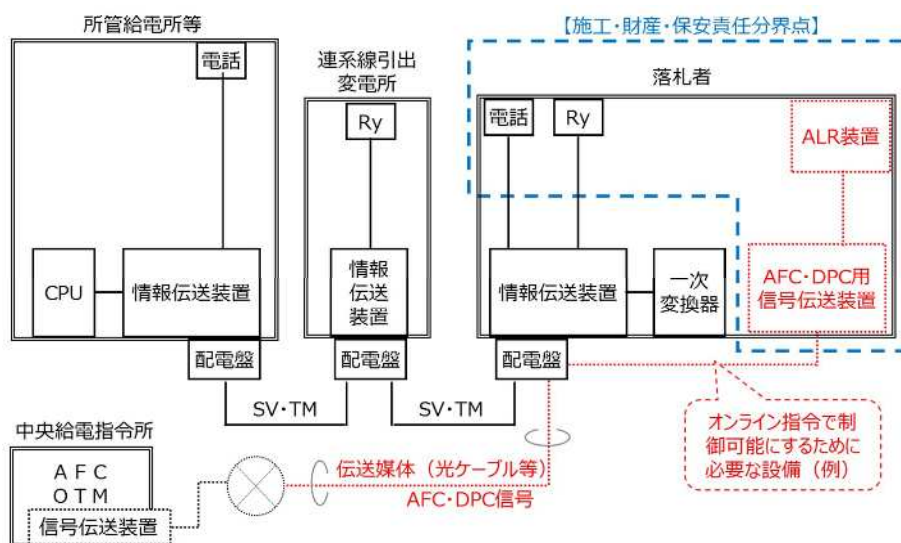 所管給電所等
電話
CPU
情報伝送装置
配電盤
連系線引出
変電所
Ry
情報
伝送
装置
配電盤
【施工・財産・保安責任分界点】
落札者
電話
Ry
ALR装置
情報伝送装置
一次
変換器
AFC・DPC用
信号伝送装置
配電盤
SV・TM
SV・TM
オンライン指令で制
御可能にするために
必要な設備（例）
中央給電指令所
AFC
OTM
信号伝送装置
伝送媒体（光ケーブル等）
AFC・DPC信号